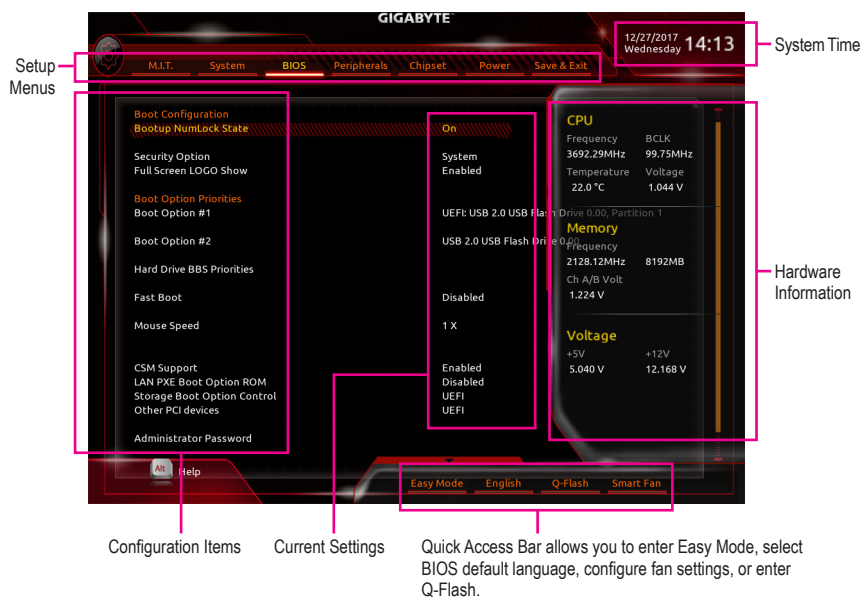 GIGABYTE™
12/27/2017
Wednesday 14:13
System Time
Setup
Menus
M.I.T. System BIOS Peripherals Chipset Power Save & Exit
Boot Configuration
Bootup NumLock State On
Security Option System
Full Screen LOGO Show Enabled
Boot Option Priorities
Boot Option #1 UEFI: USB 2.0 USB Flash Drive 0.00, Partition 1
Boot Option #2 USB 2.0 USB Flash Drive 0.00
Hard Drive BBS Priorities
Fast Boot Disabled
Mouse Speed 1 X
CSM Support Enabled
LAN PXE Boot Option ROM Disabled
Storage Boot Option Control UEFI
Other PCI devices UEFI
Administrator Password
CPU
Frequency BCLK
3692.29MHz 99.75MHz
Temperature Voltage
22.0 °C 1.044 V
Memory
Frequency
2128.12MHz 8192MB
Ch A/B Volt
1.224 V
Voltage
+5V +12V
5.040 V 12.168 V
Hardware
Information
Alt Help
Easy Mode English Q-Flash Smart Fan
Configuration Items
Current Settings
Quick Access Bar allows you to enter Easy Mode, select
BIOS default language, configure fan settings, or enter
Q-Flash.